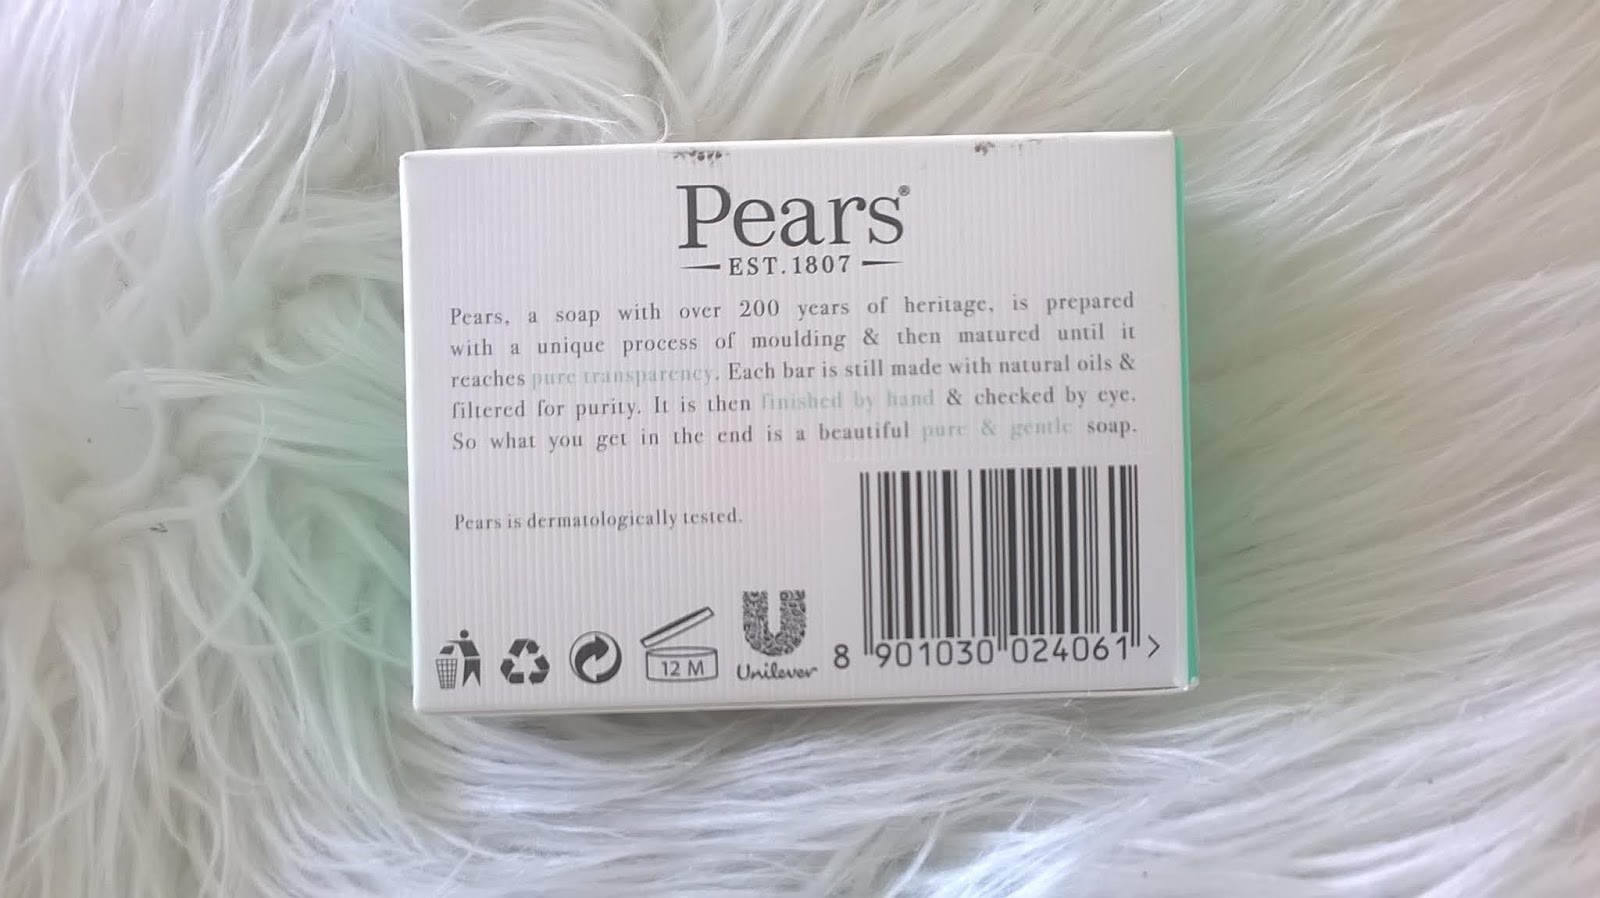 Pears®
EST.1807
Pears, a soap with over 200 years of heritage, is prepared
with a unique process of moulding & then matured until it
reaches pure transparency. Each bar is still made with natural oils &
filtered for purity. It is then finished by hand & checked by eye.
So what you get in the end is a beautiful pure & gentle soap.
Pears is dermatologically tested.
12 M
Unilever
8 901030 024061 >